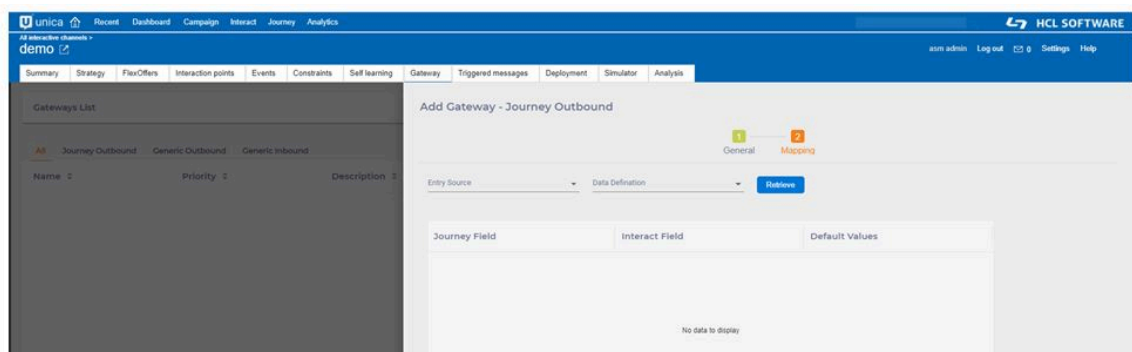 unica Recent Dashboard Campaign Interact Journey Analytics HCL SOFTWARE
All interactive channels >
demo asm admin Log out 0 Settings Help
Summary Strategy FlexOffers Interaction points Events Constraints Self learning Gateway Triggered messages Deployment Simulator Analysis
Gateways List
Add Gateway - Journey Outbound
1 2
General Mapping
All Journey Outbound Generic Outbound Generic Inbound
Name Priority Description
Entry Source Data Defination Retrieve
Journey Field Interact Field Default Values
No data to display